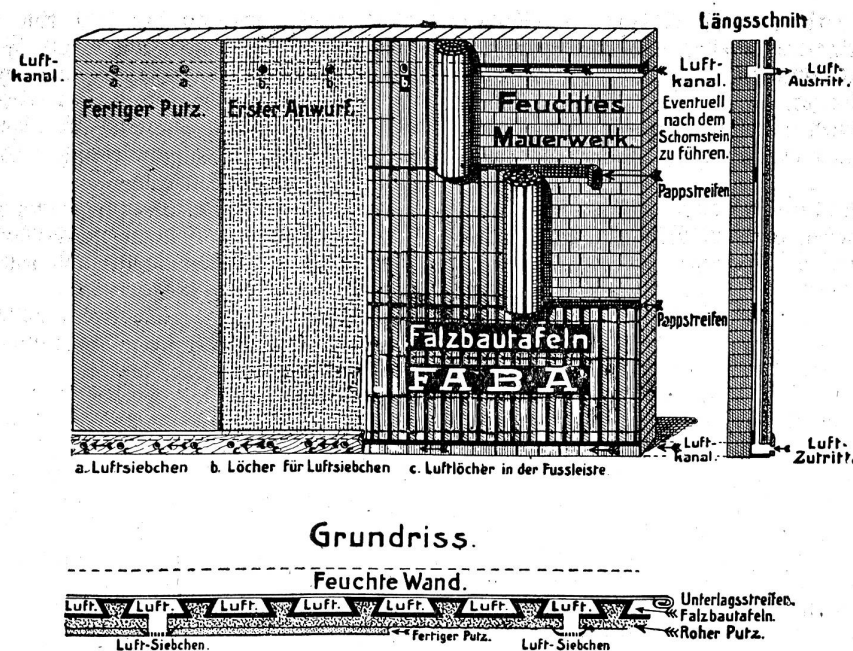 Längsschnitt
Luft-
kanal.
Fertiger Putz.
Erster Anwurf.
Feuchtes
Mauerwerk.
Luft-
kanal.
Eventuell
nach dem
Schornstein
zu führen.
Pappstreifen
Pappstreifen
Luft-
Austritt.
Falzbautafeln
„FABA“
Luft-
kanal.
Luft-
Zutritt.
a. Luftsiebchen b. Löcher für Luftsiebchen c. Luftlöcher in der Fussleiste
Grundriss.
Feuchte Wand.
Luft. Luft. Luft. Luft. Luft. Luft. Luft. Luft.
Unterlagsstreifen.
Falzbautafeln.
Roher Putz.
Fertiger Putz.
Luft-Siebchen. Luft-Siebchen